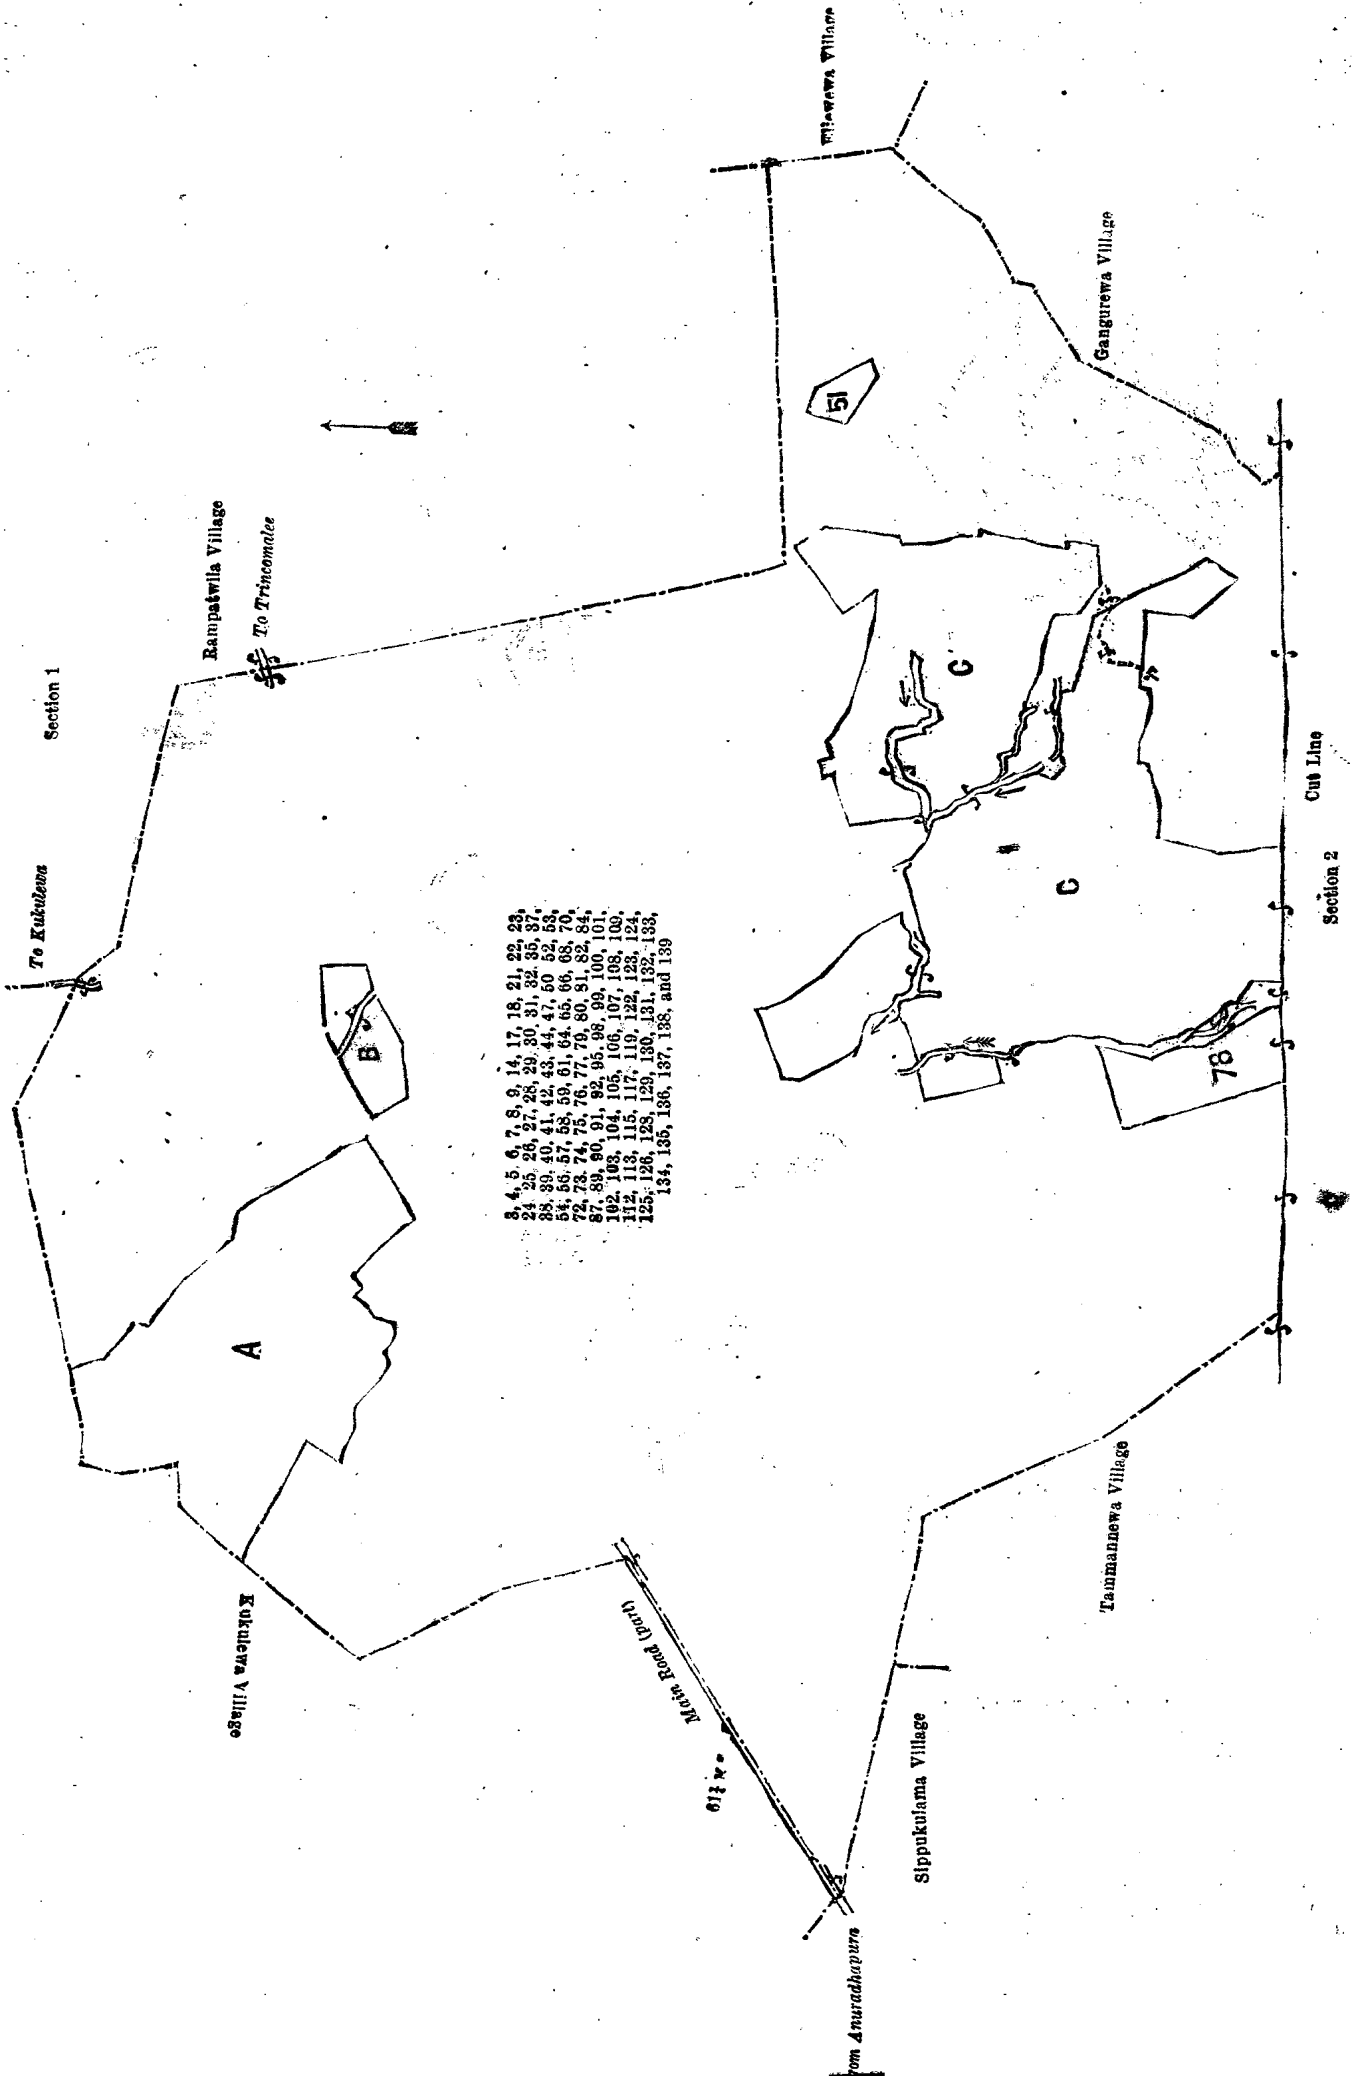 Section 1
To Kukulewa
Rampatwila Village
To Trincomalee
Kukulewa Village
A
B
3, 4, 5, 6, 7, 8, 9, 14, 17, 18, 21, 22, 23,
24, 25, 26, 27, 28, 29, 30, 31, 32, 35, 37,
38, 39, 40, 41, 42, 43, 44, 47, 50, 52, 53,
54, 56, 57, 58, 59, 61, 64, 65, 66, 68, 70,
72, 73, 74, 75, 76, 77, 79, 80, 81, 82, 84,
87, 89, 90, 91, 92, 95, 98, 99, 100, 101,
102, 103, 104, 105, 106, 107, 108, 109,
112, 113, 115, 117, 119, 122, 123, 124,
125, 126, 128, 129, 130, 131, 132, 133,
134, 135, 136, 137, 138, and 139
Main Road (part)
61¾ M
Anuradhapura
Sippukulama Village
Tammannewa Village
Village
Gangurewa Village
51
C
C
78
Cut Line
Section 2